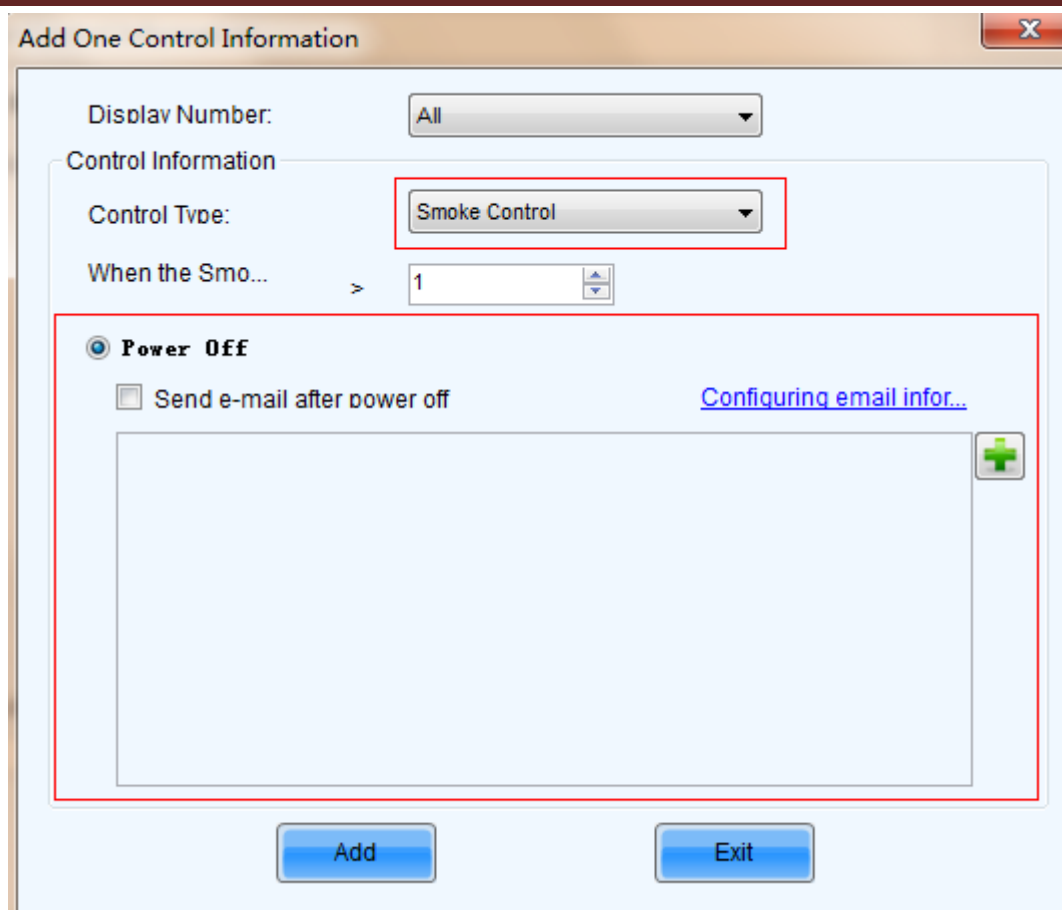 Add One Control Information
x
Display Number:
All
Control Information
Control Type:
Smoke Control
When the Smo...
>
1
Power Off
Send e-mail after power off
Configuring email infor...
Add
Exit